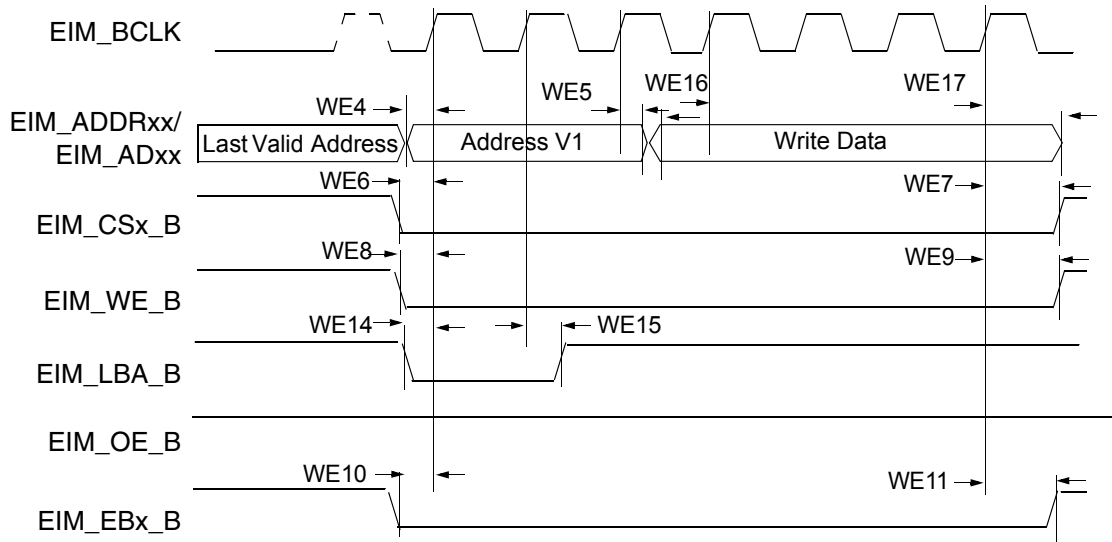 EIM_BCLK
WE4
WE5
WE16
WE17
EIM_ADDRxx/
EIM_ADxx
Last Valid Address
Address V1
Write Data
WE6
WE7
EIM_CSx_B
WE8
WE9
EIM_WE_B
WE14
WE15
EIM_LBA_B
EIM_OE_B
WE10
WE11
EIM_EBx_B